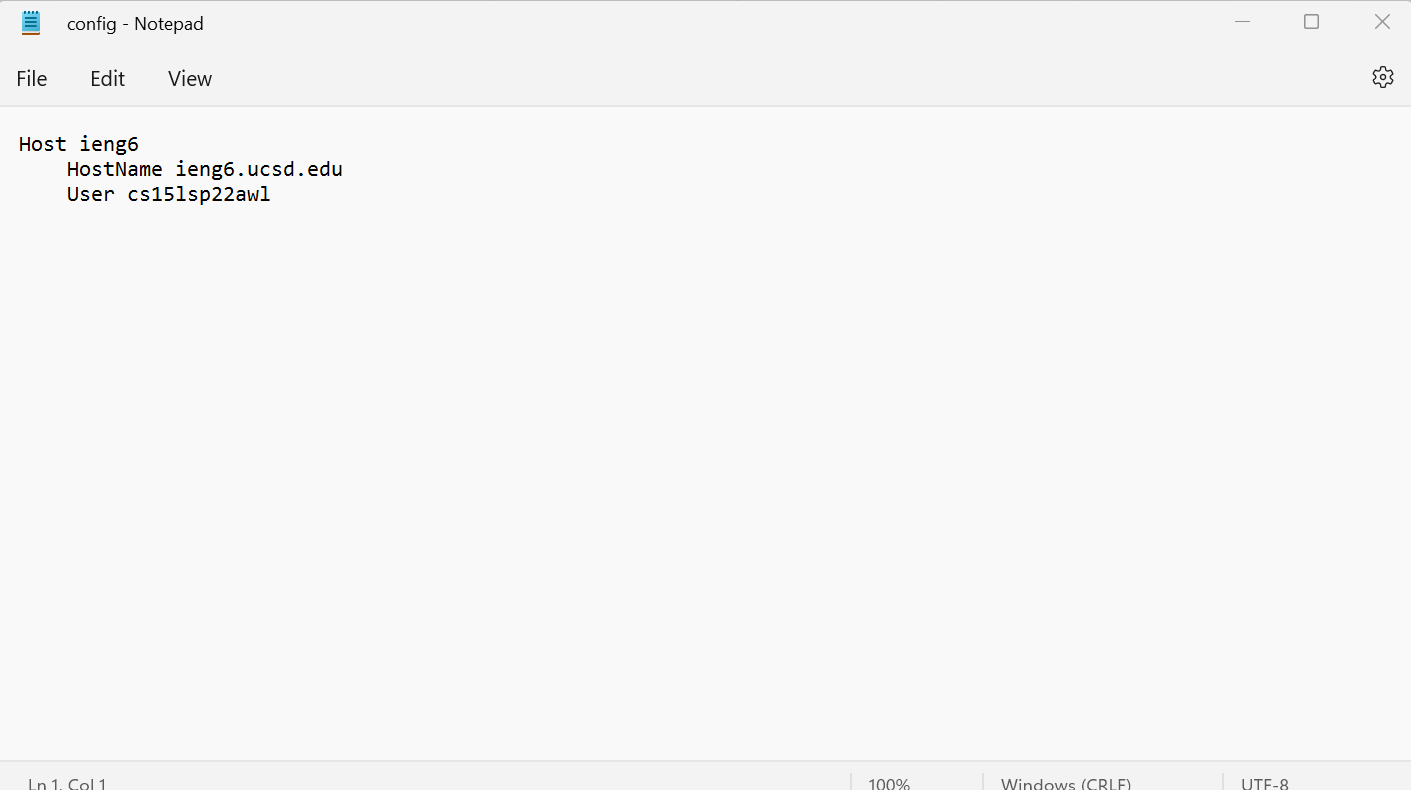 config - Notepad
File Edit View
Host ieng6
    HostName ieng6.ucsd.edu
    User cs15lsp22awl
Ln 1, Col 1 100% Windows (CRLF) UTF-8